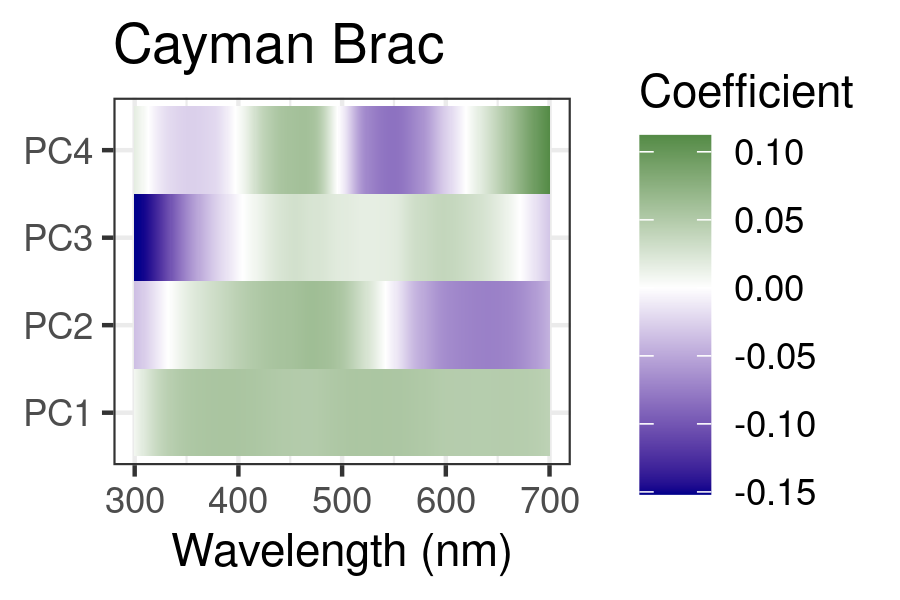 Cayman Brac
PC4
PC3
PC2
PC1
300 400 500 600 700
Wavelength (nm)
Coefficient
0.10
0.05
0.00
-0.05
-0.10
-0.15